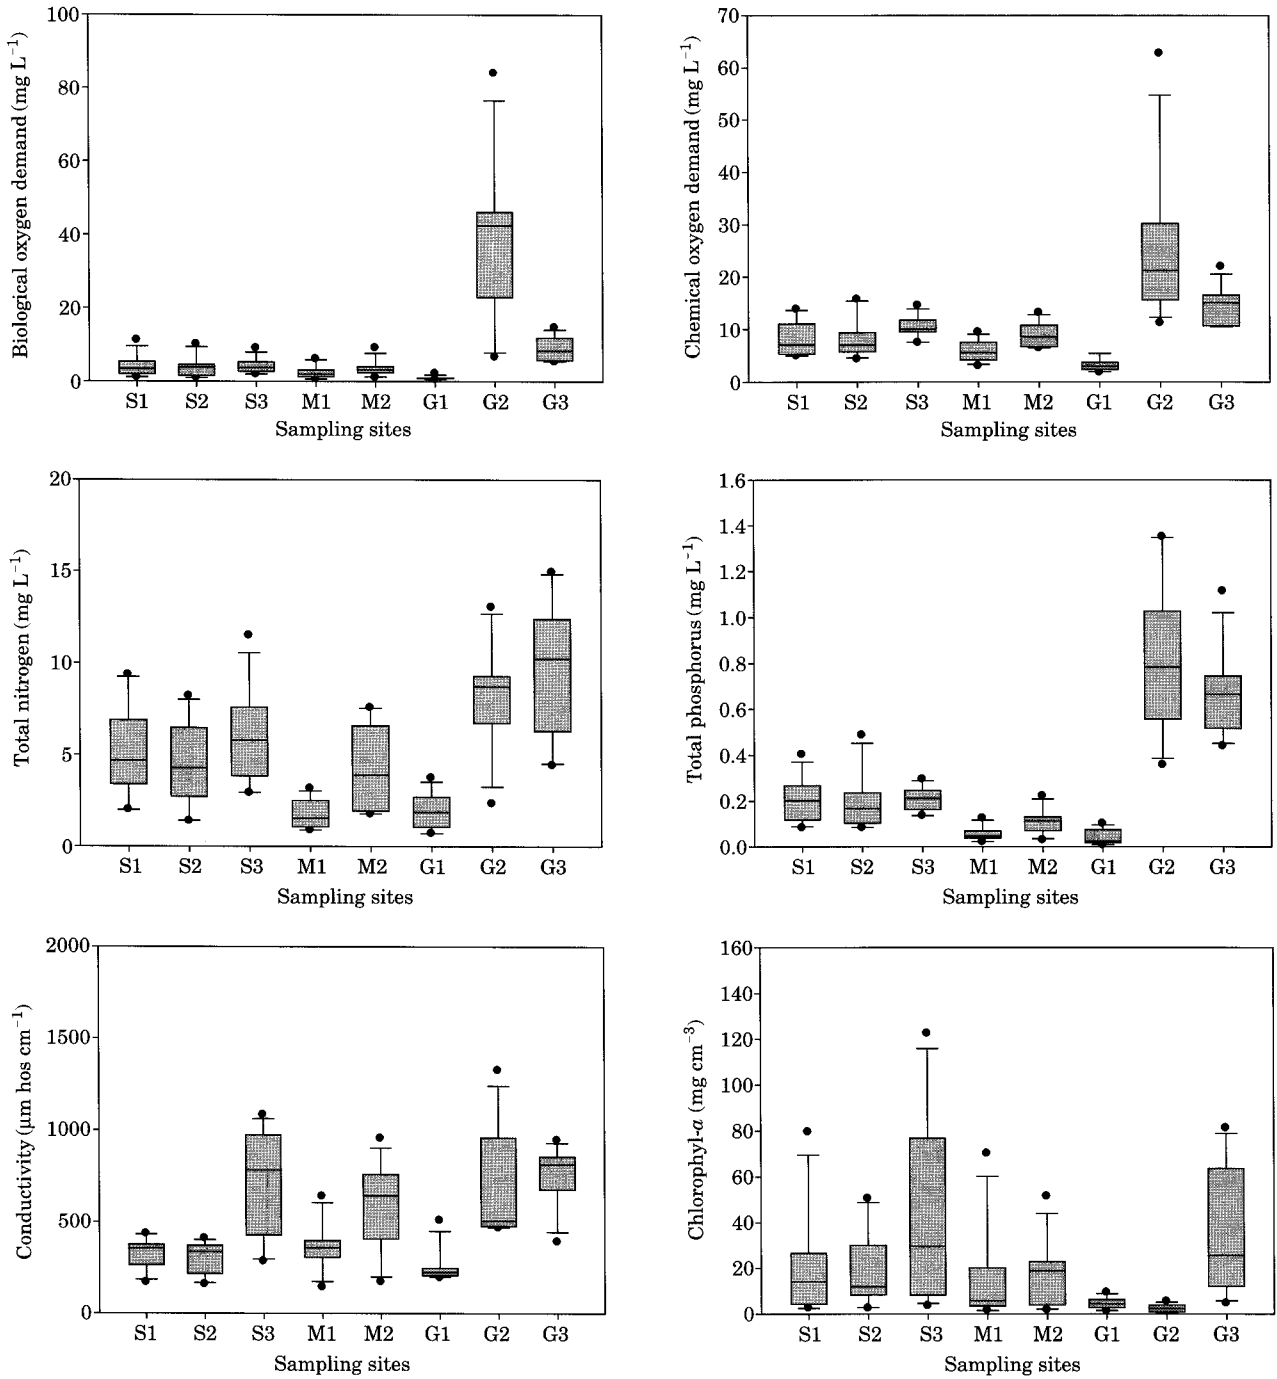 Biological oxygen demand (mg L⁻¹)
100
80
60
40
20
0
S1 S2 S3 M1 M2 G1 G2 G3
Sampling sites
Chemical oxygen demand (mg L⁻¹)
70
60
50
40
30
20
10
0
S1 S2 S3 M1 M2 G1 G2 G3
Sampling sites
Total nitrogen (mg L⁻¹)
20
15
10
5
0
S1 S2 S3 M1 M2 G1 G2 G3
Sampling sites
Total phosphorus (mg L⁻¹)
1.6
1.4
1.2
1.0
0.8
0.6
0.4
0.2
0.0
S1 S2 S3 M1 M2 G1 G2 G3
Sampling sites
Conductivity (μm hos cm⁻¹)
2000
1500
1000
500
0
S1 S2 S3 M1 M2 G1 G2 G3
Sampling sites
Chlorophyl-a (mg cm⁻³)
160
140
120
100
80
60
40
20
0
S1 S2 S3 M1 M2 G1 G2 G3
Sampling sites